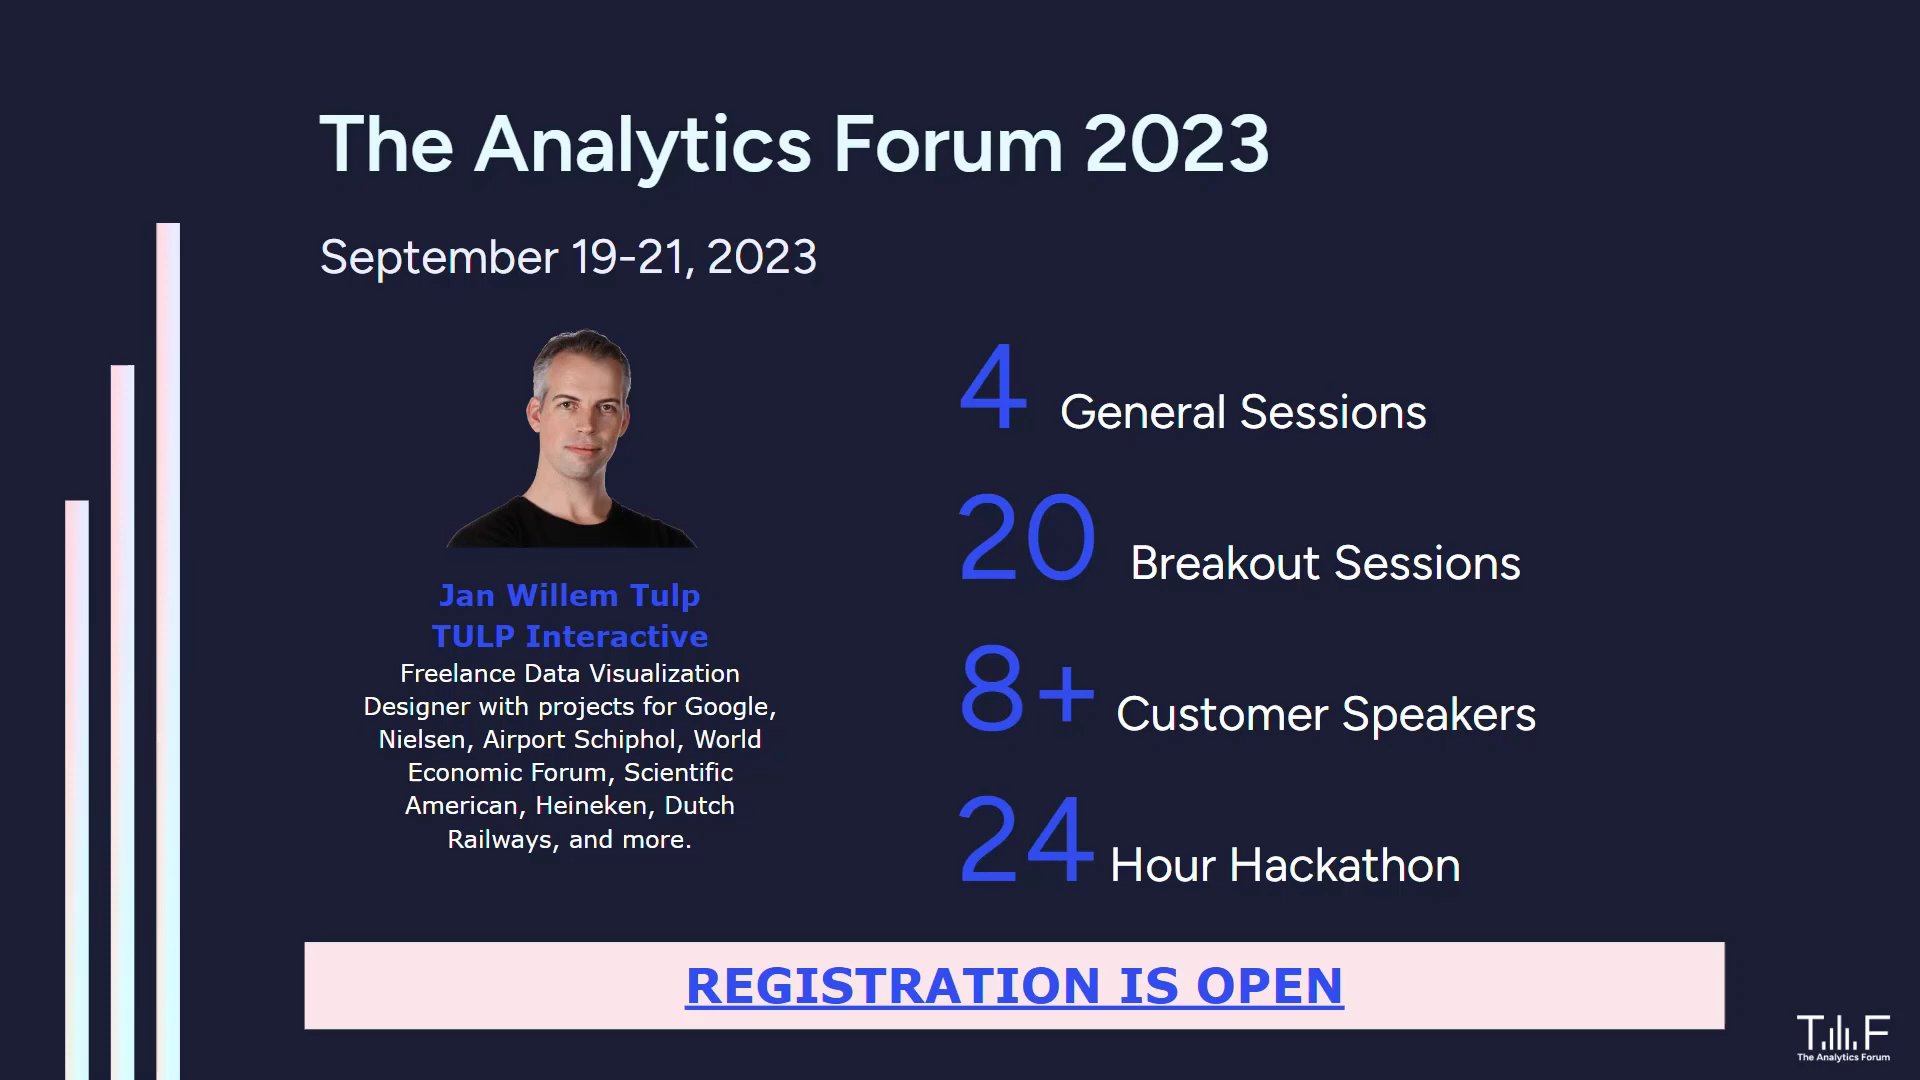 The Analytics Forum 2023
September 19-21, 2023
Jan Willem Tulp
TULP Interactive
Freelance Data Visualization
Designer with projects for Google,
Nielsen, Airport Schiphol, World
Economic Forum, Scientific
American, Heineken, Dutch
Railways, and more.
4 General Sessions
20 Breakout Sessions
8+ Customer Speakers
24 Hour Hackathon
REGISTRATION IS OPEN
T F
The Analytics Forum